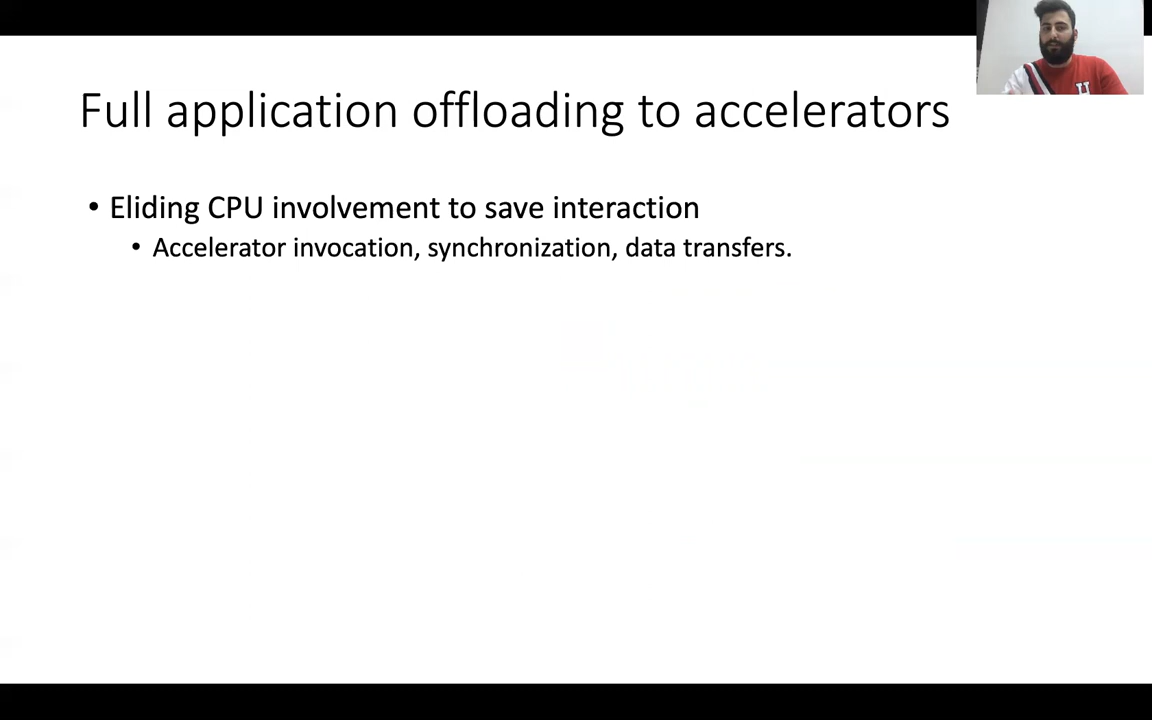 Full application offloading to accelerators
• Eliding CPU involvement to save interaction
• Accelerator invocation, synchronization, data transfers.
H